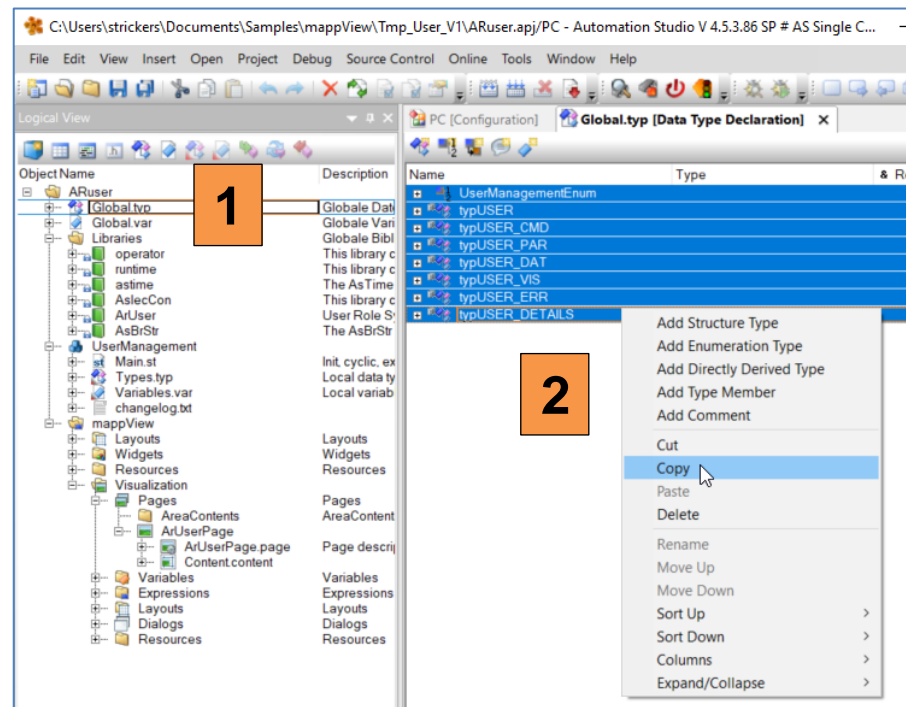 C:\Users\strickers\Documents\Samples\mappView\Tmp_User_V1\ARuser.apj/PC - Automation Studio V 4.5.3.86 SP # AS Single C...
File Edit View Insert Open Project Debug Source Control Online Tools Window Help
Logical View
PC [Configuration] Global.typ [Data Type Declaration]
Object Name Description
ARuser
Global.typ Globale Date
Global.var Globale Vari
Libraries Globale Bibl
operator This library c
runtime This library c
astime The AsTime
AsIecCon This library c
ArUser User Role Sy
AsBrStr The AsBrStr
UserManagement
Main.st Init, cyclic, ex
Types.typ Local data ty
Variables.var Local variab
changelog.txt
mappView
Layouts Layouts
Widgets Widgets
Resources Resources
Visualization
Pages Pages
AreaContents AreaContent
ArUserPage
ArUserPage.page Page descrip
Content.content
Variables Variables
Expressions Expressions
Layouts Layouts
Dialogs Dialogs
Resources Resources
1
Name Type & Re
UserManagementEnum
typUSER
typUSER_CMD
typUSER_PAR
typUSER_DAT
typUSER_VIS
typUSER_ERR
typUSER_DETAILS
2
Add Structure Type
Add Enumeration Type
Add Directly Derived Type
Add Type Member
Add Comment
Cut
Copy
Paste
Delete
Rename
Move Up
Move Down
Sort Up
Sort Down
Columns
Expand/Collapse